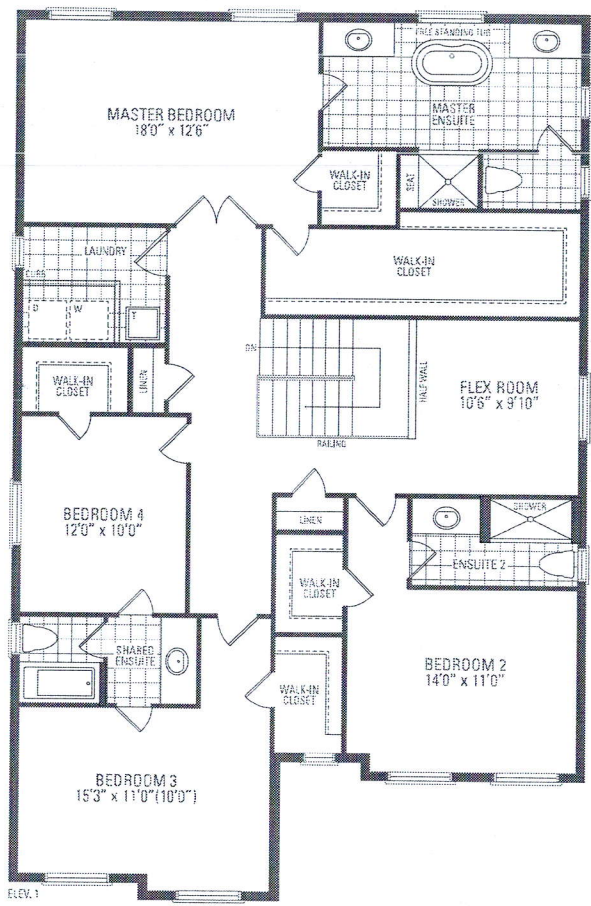 FREE STANDING TUB
MASTER BEDROOM
18'0" x 12'6"
MASTER
ENSUITE
WALK-IN
CLOSET
SEAT
SHOWER
LAUNDRY
CURB
D
W
T
WALK-IN
CLOSET
DN
HALF WALL
RAILING
FLEX ROOM
10'6" x 9'10"
WALK-IN
CLOSET
LINEN
BEDROOM 4
12'0" x 10'0"
LINEN
SHOWER
ENSUITE 2
WALK-IN
CLOSET
SHARED
ENSUITE
BEDROOM 2
14'0" x 11'0"
WALK-IN
CLOSET
BEDROOM 3
15'3" x 11'0"(10'0")
ELEV. 1